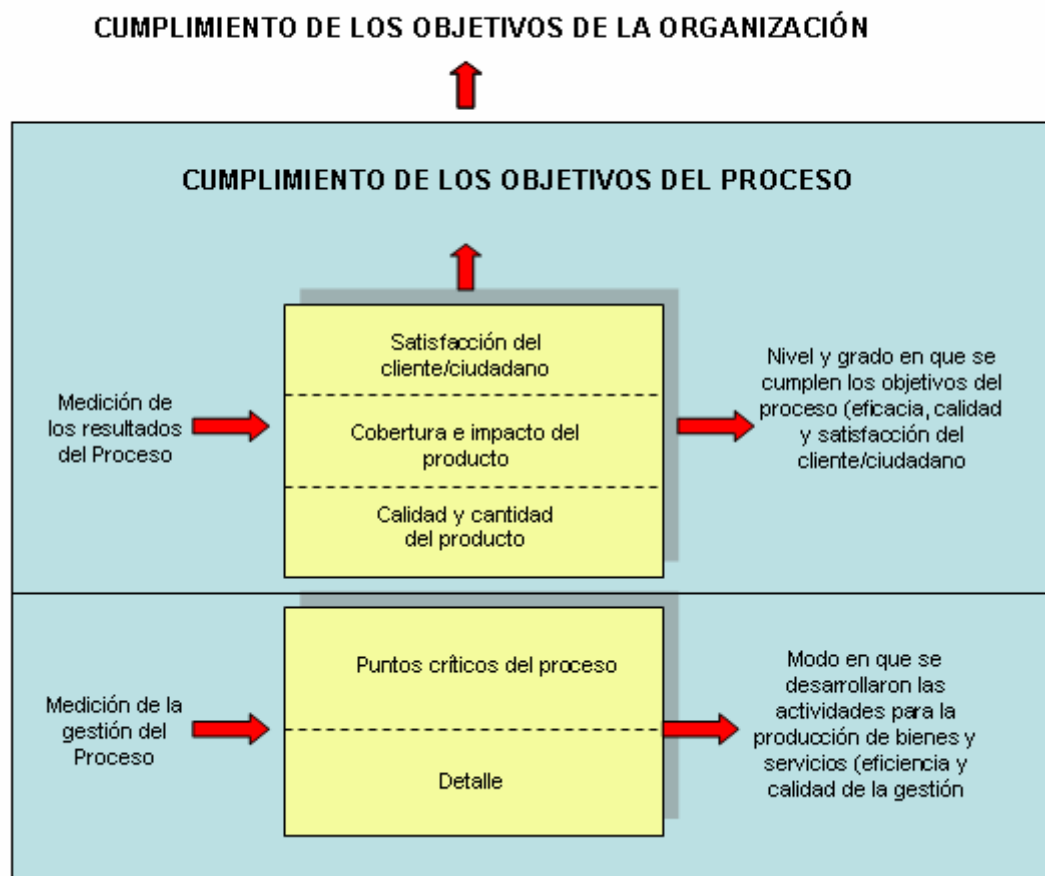 CUMPLIMIENTO DE LOS OBJETIVOS DE LA ORGANIZACIÓN
CUMPLIMIENTO DE LOS OBJETIVOS DEL PROCESO
Medición de
los resultados
del Proceso
Satisfacción del
cliente/ciudadano
Cobertura e impacto del
producto
Calidad y cantidad
del producto
Nivel y grado en que se
cumplen los objetivos del
proceso (eficacia, calidad
y satisfacción del
cliente/ciudadano
Medición de la
gestión del
Proceso
Puntos críticos del proceso
Detalle
Modo en que se
desarrollaron las
actividades para la
producción de bienes y
servicios (eficiencia y
calidad de la gestión